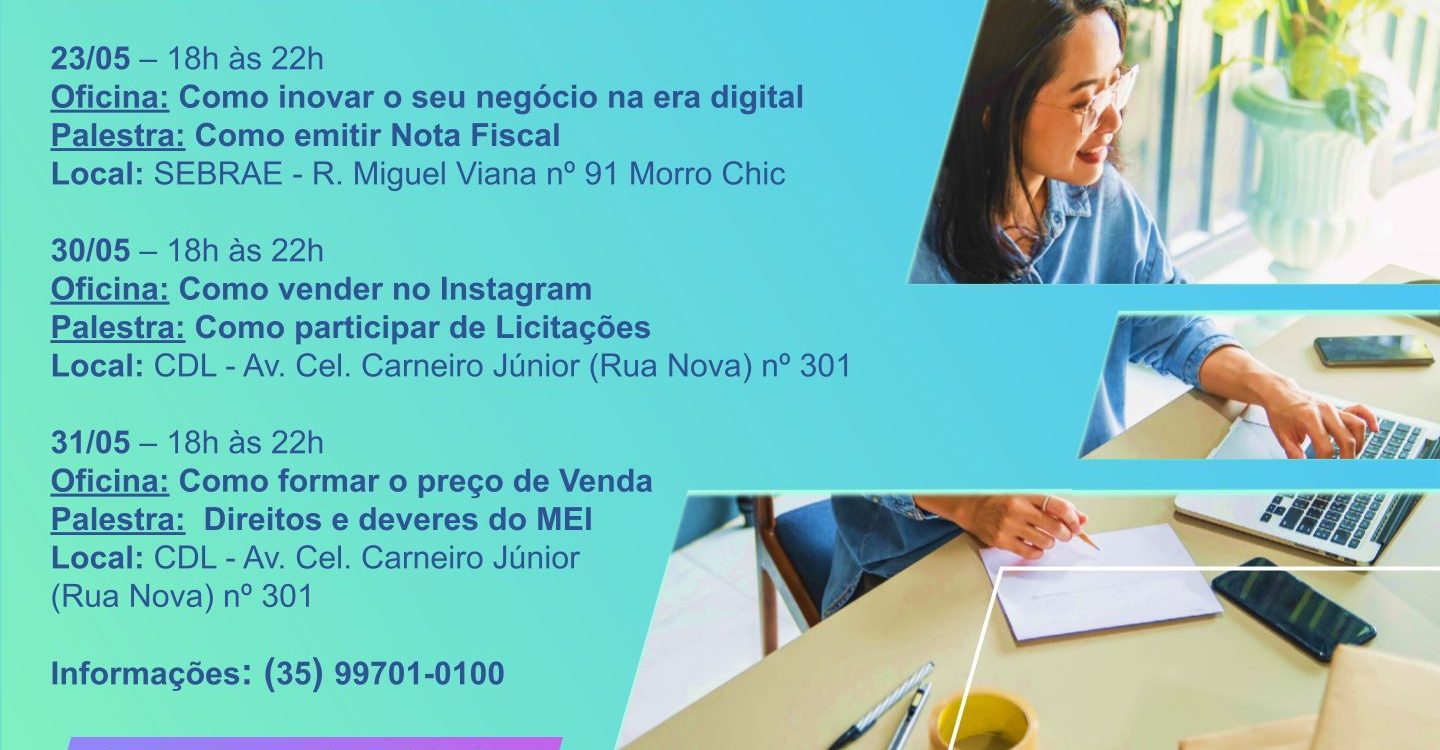 23/05 – 18h às 22h
Oficina: Como inovar o seu negócio na era digital
Palestra: Como emitir Nota Fiscal
Local: SEBRAE - R. Miguel Viana nº 91 Morro Chic
30/05 – 18h às 22h
Oficina: Como vender no Instagram
Palestra: Como participar de Licitações
Local: CDL - Av. Cel. Carneiro Júnior (Rua Nova) nº 301
31/05 – 18h às 22h
Oficina: Como formar o preço de Venda
Palestra: Direitos e deveres do MEI
Local: CDL - Av. Cel. Carneiro Júnior
(Rua Nova) nº 301
Informações: (35) 99701-0100